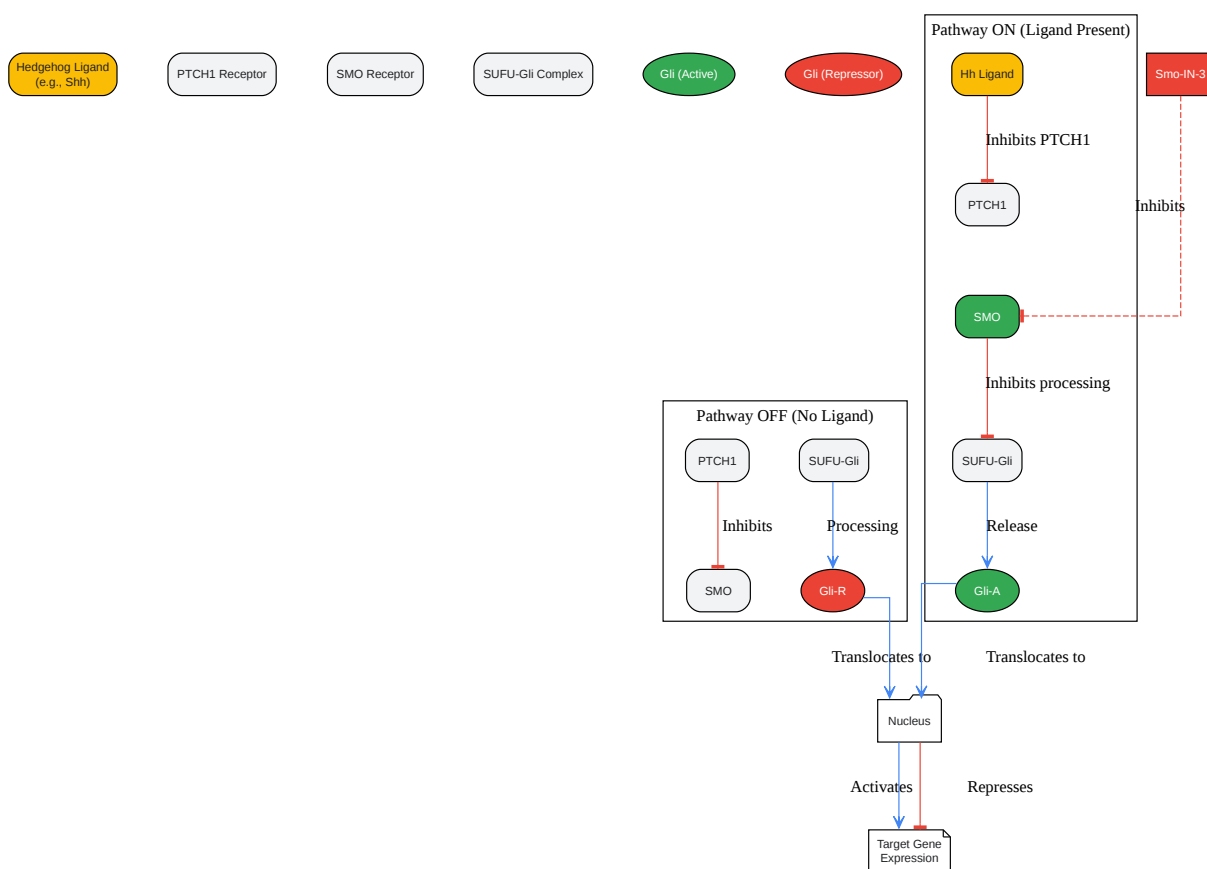 Pathway ON (Ligand Present)
Hedgehog Ligand
(e.g., Shh)
PTCH1 Receptor
SMO Receptor
SUFU-Gli Complex
Gli (Active)
Gli (Repressor)
Hh Ligand
Smo-IN-3
Inhibits PTCH1
PTCH1
Inhibits
SMO
Inhibits processing
Pathway OFF (No Ligand)
PTCH1
SUFU-Gli
SUFU-Gli
Inhibits
Processing
Release
SMO
Gli-R
Gli-A
Translocates to
Translocates to
Nucleus
Activates
Represses
Target Gene
Expression